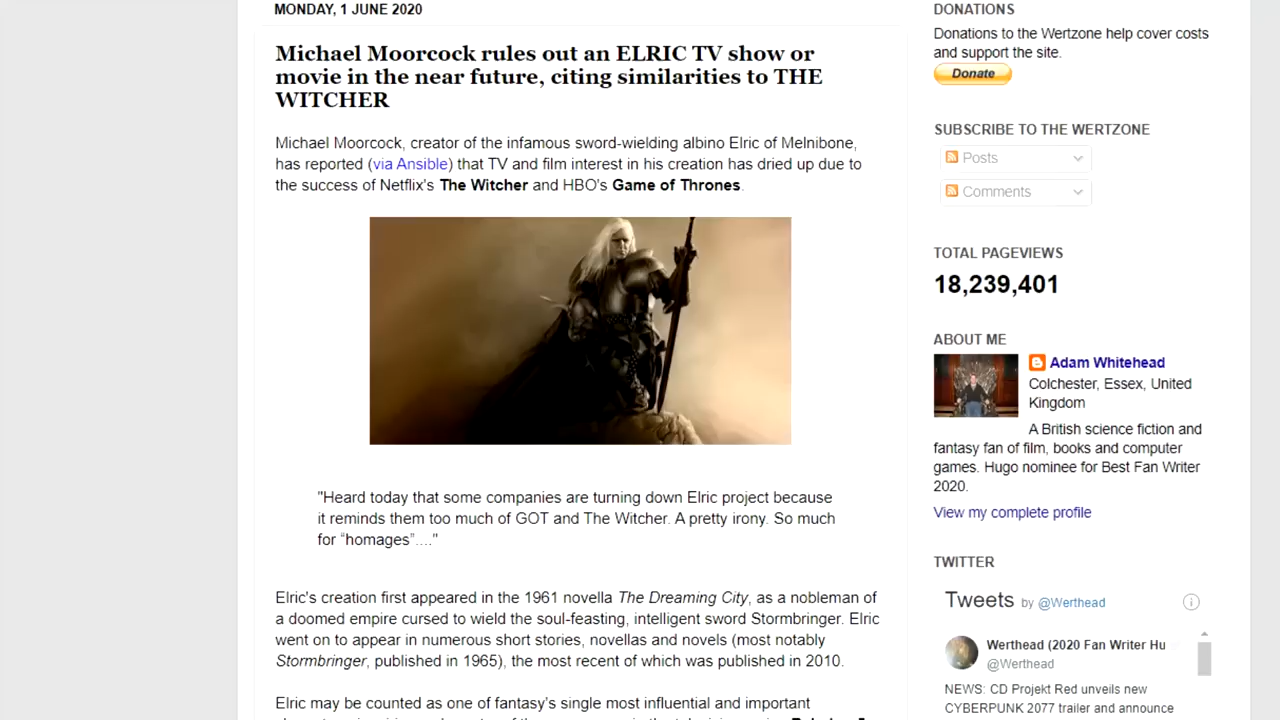 MONDAY, 1 JUNE 2020
Michael Moorcock rules out an ELRIC TV show or
movie in the near future, citing similarities to THE
WITCHER
Michael Moorcock, creator of the infamous sword-wielding albino Elric of Melnibone,
has reported (via Ansible) that TV and film interest in his creation has dried up due to
the success of Netflix's The Witcher and HBO's Game of Thrones.
"Heard today that some companies are turning down Elric project because
it reminds them too much of GOT and The Witcher. A pretty irony. So much
for “homages”...."
Elric's creation first appeared in the 1961 novella The Dreaming City, as a nobleman of
a doomed empire cursed to wield the soul-feasting, intelligent sword Stormbringer. Elric
went on to appear in numerous short stories, novellas and novels (most notably
Stormbringer, published in 1965), the most recent of which was published in 2010.
Elric may be counted as one of fantasy's single most influential and important
DONATIONS
Donations to the Wertzone help cover costs
and support the site.
Donate
SUBSCRIBE TO THE WERTZONE
Posts
Comments
TOTAL PAGEVIEWS
18,239,401
ABOUT ME
Adam Whitehead
Colchester, Essex, United
Kingdom
A British science fiction and
fantasy fan of film, books and computer
games. Hugo nominee for Best Fan Writer
2020.
View my complete profile
TWITTER
Tweets by @Werthead
Werthead (2020 Fan Writer Hu
@Werthead
NEWS: CD Projekt Red unveils new
CYBERPUNK 2077 trailer and announce